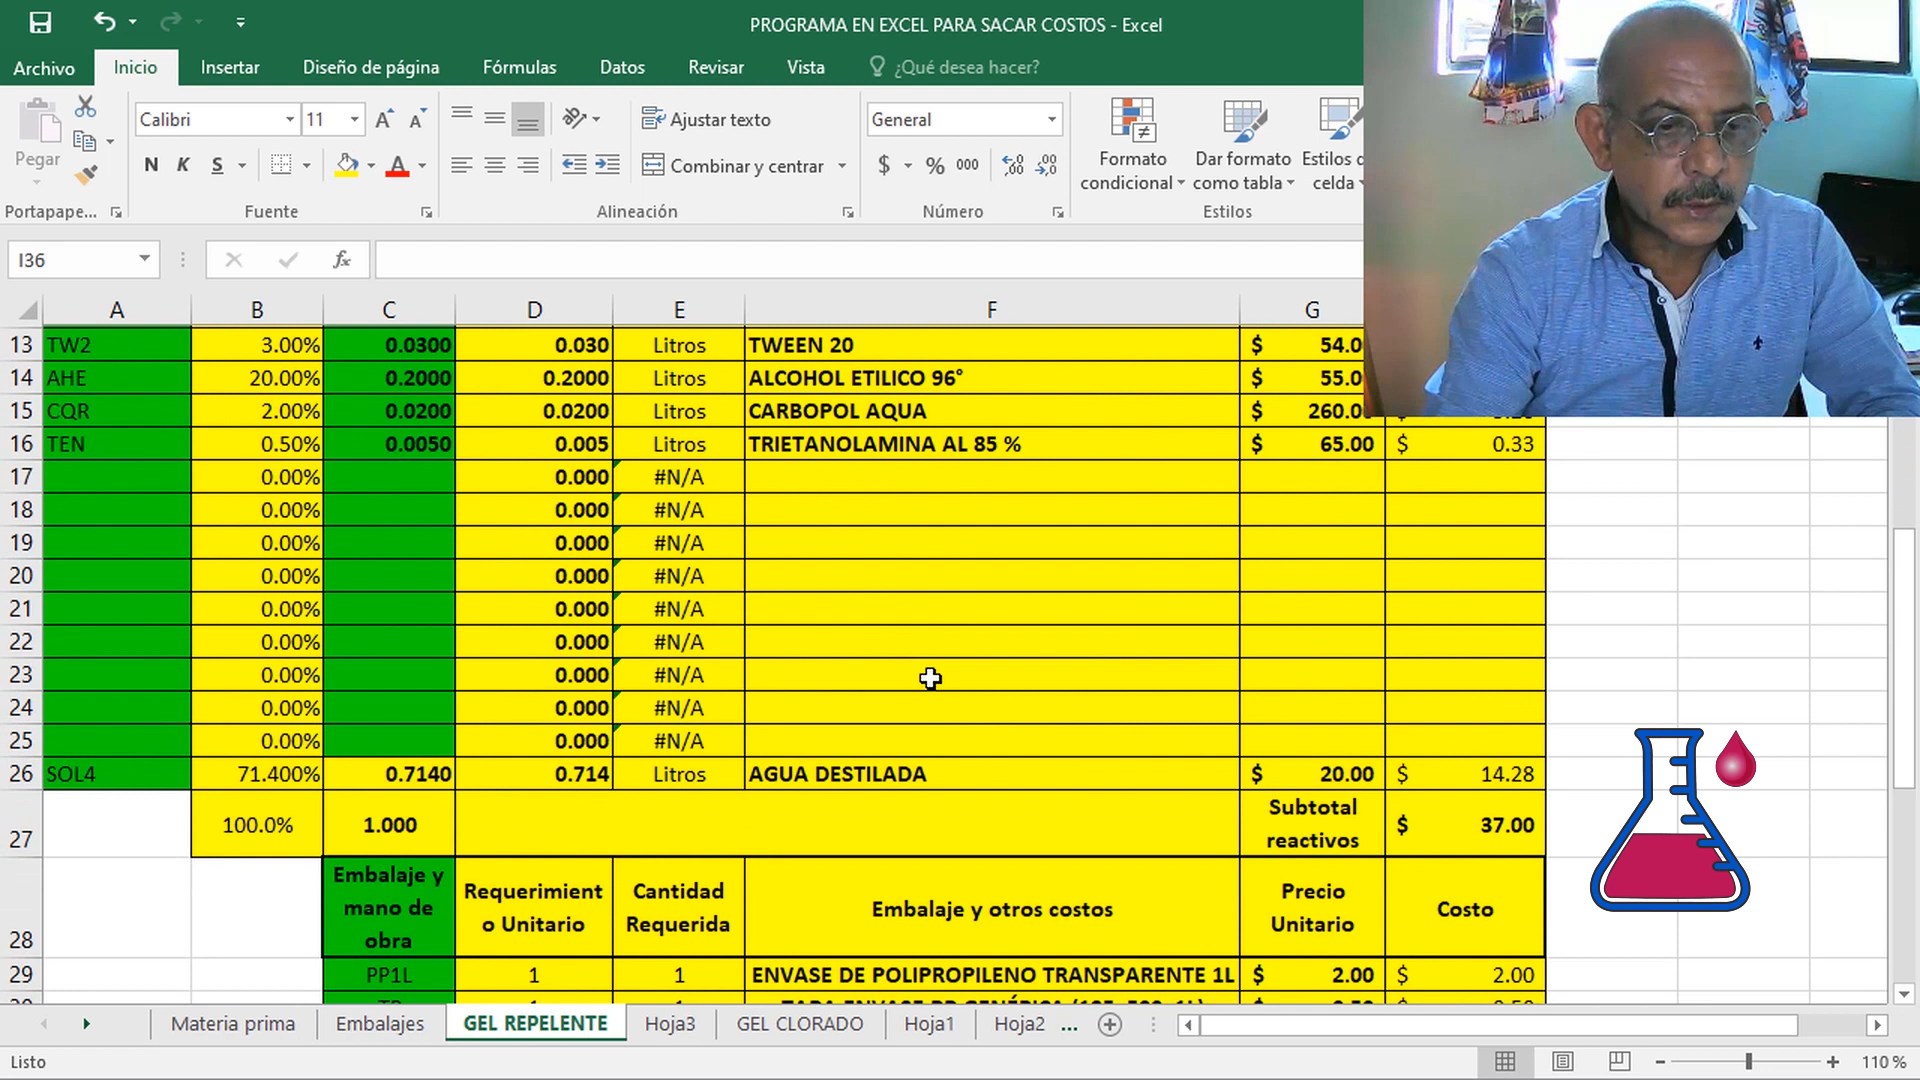 PROGRAMA EN EXCEL PARA SACAR COSTOS - Excel
Archivo Inicio Insertar Diseño de página Fórmulas Datos Revisar Vista ¿Qué desea hacer?
Pegar
Calibri 11
Ajustar texto
General
N K S
Combinar y centrar
$ % 000
Formato condicional
Dar formato como tabla
Estilos d
celda
Portapape... Fuente Alineación Número Estilos
I36 fx
A B C D E F G
13 TW2 3.00% 0.0300 0.030 Litros TWEEN 20 $ 54.0
14 AHE 20.00% 0.2000 0.2000 Litros ALCOHOL ETILICO 96° $ 55.0
15 CQR 2.00% 0.0200 0.0200 Litros CARBOPOL AQUA $ 260.00
16 TEN 0.50% 0.0050 0.005 Litros TRIETANOLAMINA AL 85 % $ 65.00 $ 0.33
17 0.00% 0.000 #N/A
18 0.00% 0.000 #N/A
19 0.00% 0.000 #N/A
20 0.00% 0.000 #N/A
21 0.00% 0.000 #N/A
22 0.00% 0.000 #N/A
23 0.00% 0.000 #N/A
24 0.00% 0.000 #N/A
25 0.00% 0.000 #N/A
26 SOL4 71.400% 0.7140 0.714 Litros AGUA DESTILADA $ 20.00 $ 14.28
27 100.0% 1.000 Subtotal reactivos $ 37.00
28 Embalaje y mano de obra Requerimient o Unitario Cantidad Requerida Embalaje y otros costos Precio Unitario Costo
29 PP1L 1 1 ENVASE DE POLIPROPILENO TRANSPARENTE 1L $ 2.00 $ 2.00
Materia prima Embalajes GEL REPELENTE Hoja3 GEL CLORADO Hoja1 Hoja2 ...
Listo 110 %